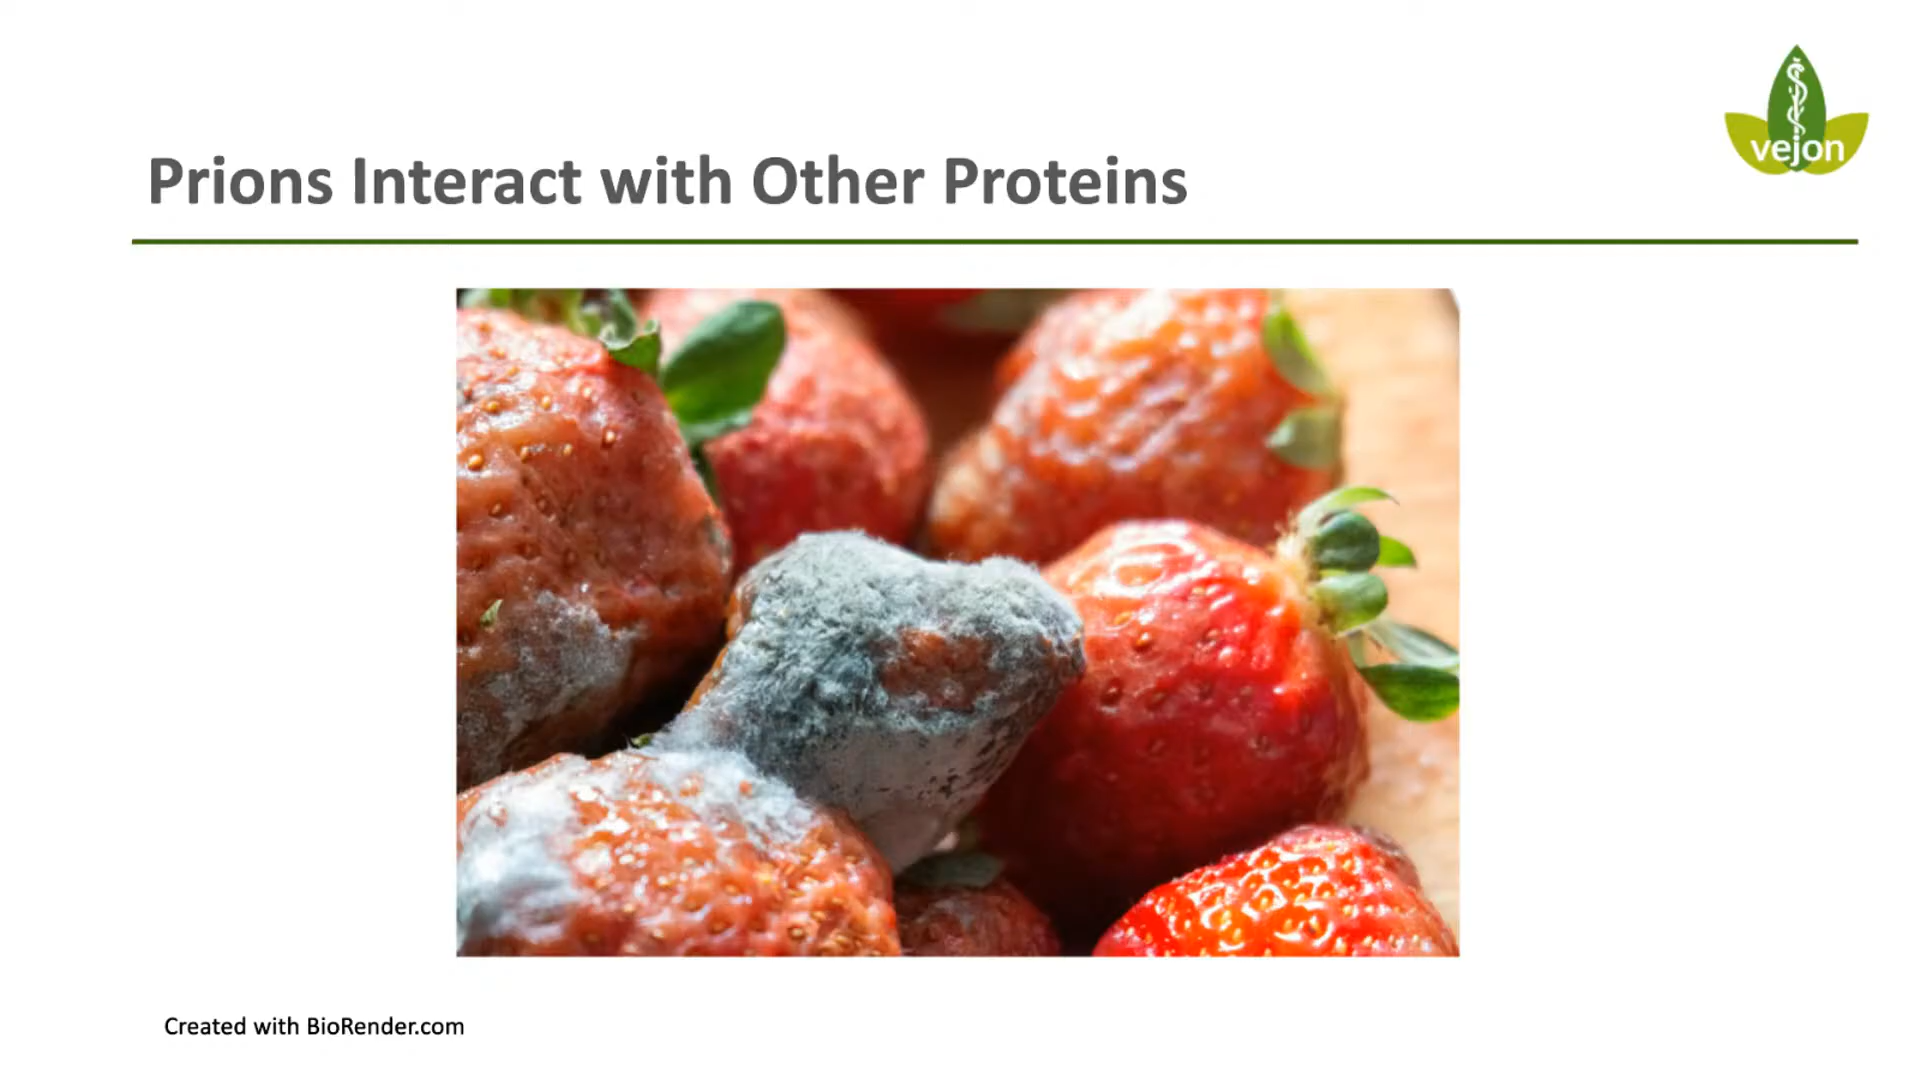 vejon
Prions Interact with Other Proteins
Created with BioRender.com